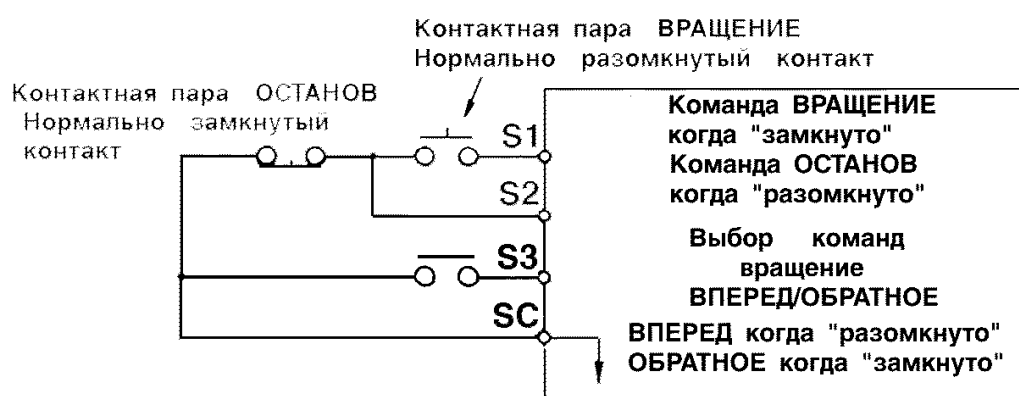 Контактная пара ВРАЩЕНИЕ
Нормально разомкнутый контакт
Контактная пара ОСТАНОВ
Нормально замкнутый
контакт
S1
Команда ВРАЩЕНИЕ
когда "замкнуто"
Команда ОСТАНОВ
когда "разомкнуто"
S2
S3
Выбор команд
вращение
ВПЕРЕД/ОБРАТНОЕ
SC
ВПЕРЕД когда "разомкнуто"
ОБРАТНОЕ когда "замкнуто"